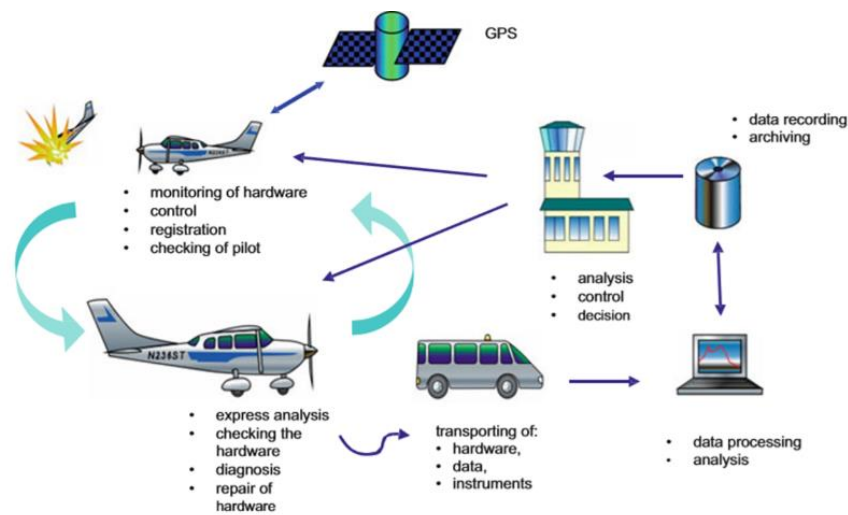 GPS
• data recording
• archiving
• monitoring of hardware
• control
• registration
• checking of pilot
• analysis
• control
• decision
N236ST
• express analysis
• checking the
hardware
• diagnosis
• repair of
hardware
transporting of:
• hardware,
• data,
• instruments
• data processing
• analysis